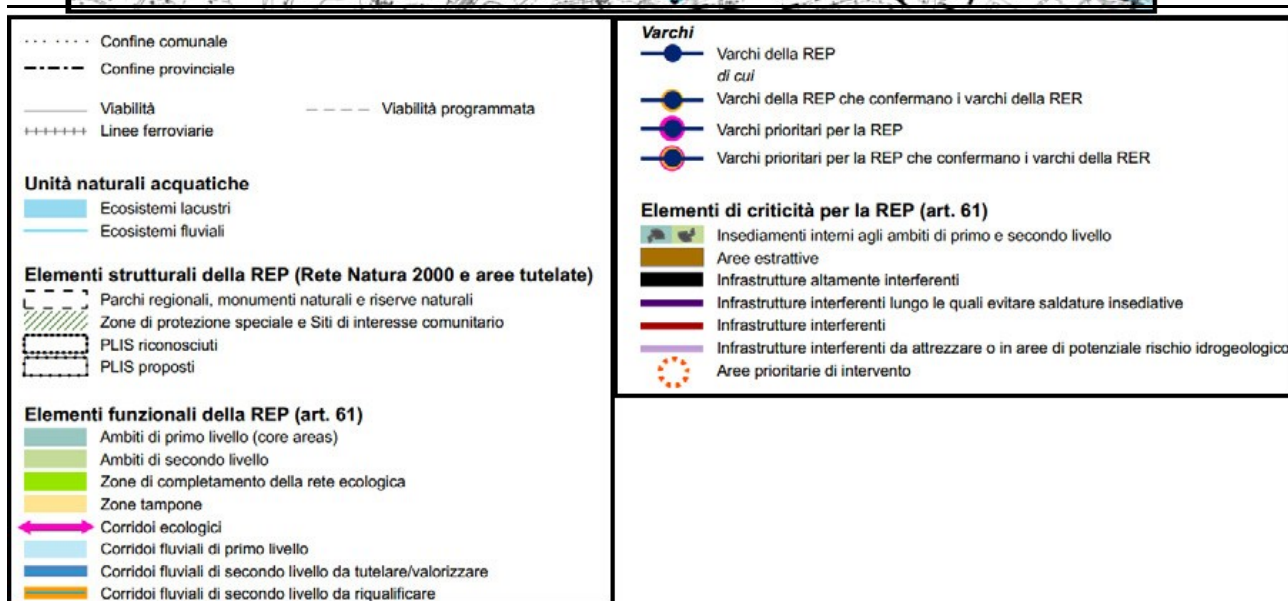 Confine comunale
Confine provinciale
Viabilità
Viabilità programmata
Linee ferroviarie
Unità naturali acquatiche
Ecosistemi lacustri
Ecosistemi fluviali
Elementi strutturali della REP (Rete Natura 2000 e aree tutelate)
Parchi regionali, monumenti naturali e riserve naturali
Zone di protezione speciale e Siti di interesse comunitario
PLIS riconosciuti
PLIS proposti
Elementi funzionali della REP (art. 61)
Ambiti di primo livello (core areas)
Ambiti di secondo livello
Zone di completamento della rete ecologica
Zone tampone
Corridoi ecologici
Corridoi fluviali di primo livello
Corridoi fluviali di secondo livello da tutelare/valorizzare
Corridoi fluviali di secondo livello da riqualificare
Varchi
Varchi della REP
di cui
Varchi della REP che confermano i varchi della RER
Varchi prioritari per la REP
Varchi prioritari per la REP che confermano i varchi della RER
Elementi di criticità per la REP (art. 61)
Insediamenti interni agli ambiti di primo e secondo livello
Aree estrattive
Infrastrutture altamente interferenti
Infrastrutture interferenti lungo le quali evitare saldature insediative
Infrastrutture interferenti
Infrastrutture interferenti da attrezzare o in aree di potenziale rischio idrogeologico
Aree prioritarie di intervento